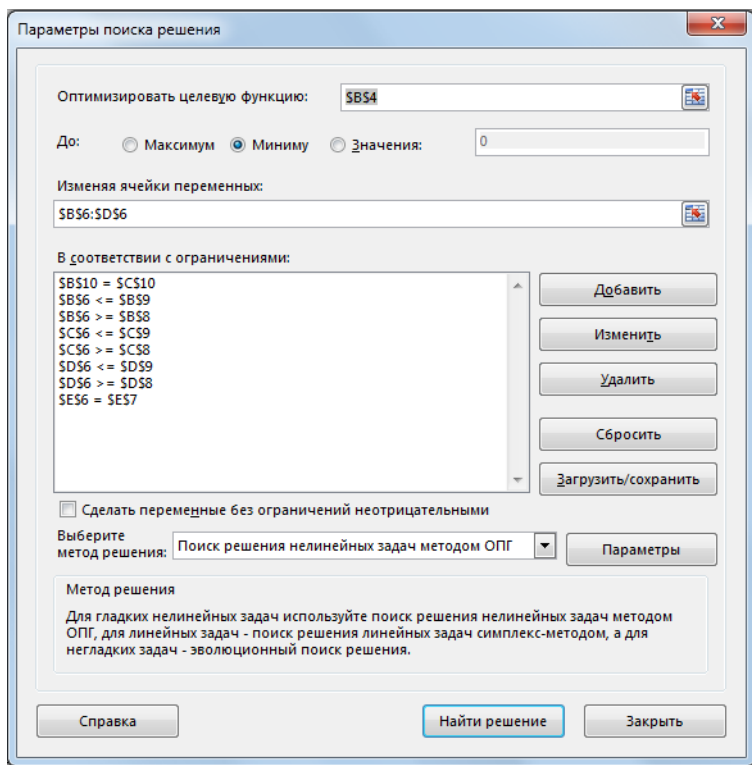 Параметры поиска решения
Оптимизировать целевую функцию: $B$4
До: Максимум Миниму Значения: 0
Изменяя ячейки переменных:
$B$6:$D$6
В соответствии с ограничениями:
$B$10 = $C$10
$B$6 <= $B$9
$B$6 >= $B$8
$C$6 <= $C$9
$C$6 >= $C$8
$D$6 <= $D$9
$D$6 >= $D$8
$E$6 = $E$7
Добавить
Изменить
Удалить
Сбросить
Загрузить/сохранить
Сделать переменные без ограничений неотрицательными
Выберите
метод решения: Поиск решения нелинейных задач методом ОПГ Параметры
Метод решения
Для гладких нелинейных задач используйте поиск решения нелинейных задач методом
ОПГ, для линейных задач - поиск решения линейных задач симплекс-методом, а для
негладких задач - эволюционный поиск решения.
Справка Найти решение Закрыть